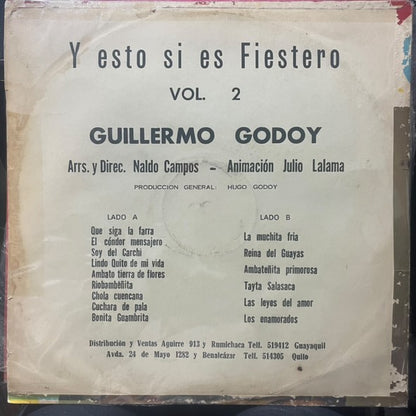 Y esto si es Fiestero
VOL. 2
GUILLERMO GODOY
Arrs. y Direc. Naldo Campos - Animación Julio Lalama
PRODUCCION GENERAL: HUGO GODOY
LADO A
Que siga la farra
El cóndor mensajero
Soy del Carchi
Lindo Quito de mi vida
Ambato tierra de flores
Riobambeñita
Chola cuencana
Cuchara de palo
Bonita Guambrita
LADO B
La muchita fria
Reina del Guayas
Ambateñita primorosa
Tayta Salasaca
Las leyes del amor
Los enamorados
Distribución y Ventas Aguirre 913 y Rumichaca Telf. 519412 Guayaquil
Avda. 24 de Mayo 1282 y Benalcázar Telf. 514305 Quito